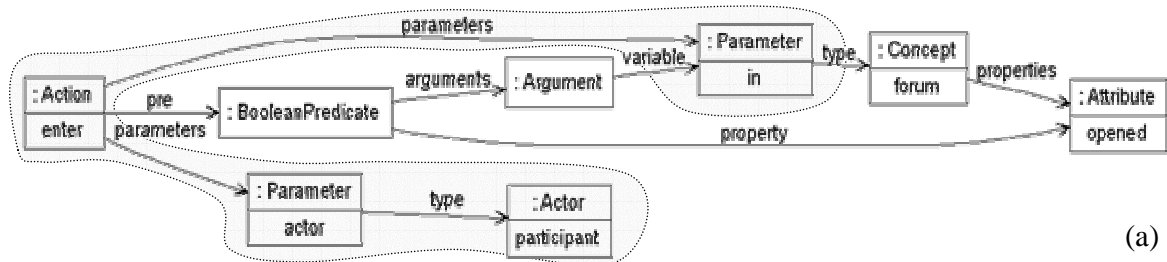 parameters
: Parameter
in
type
: Concept
forum
variable
properties
: Action
enter
pre
parameters
arguments
: Argument
: BooleanPredicate
: Attribute
opened
property
: Parameter
actor
type
: Actor
participant
(a)